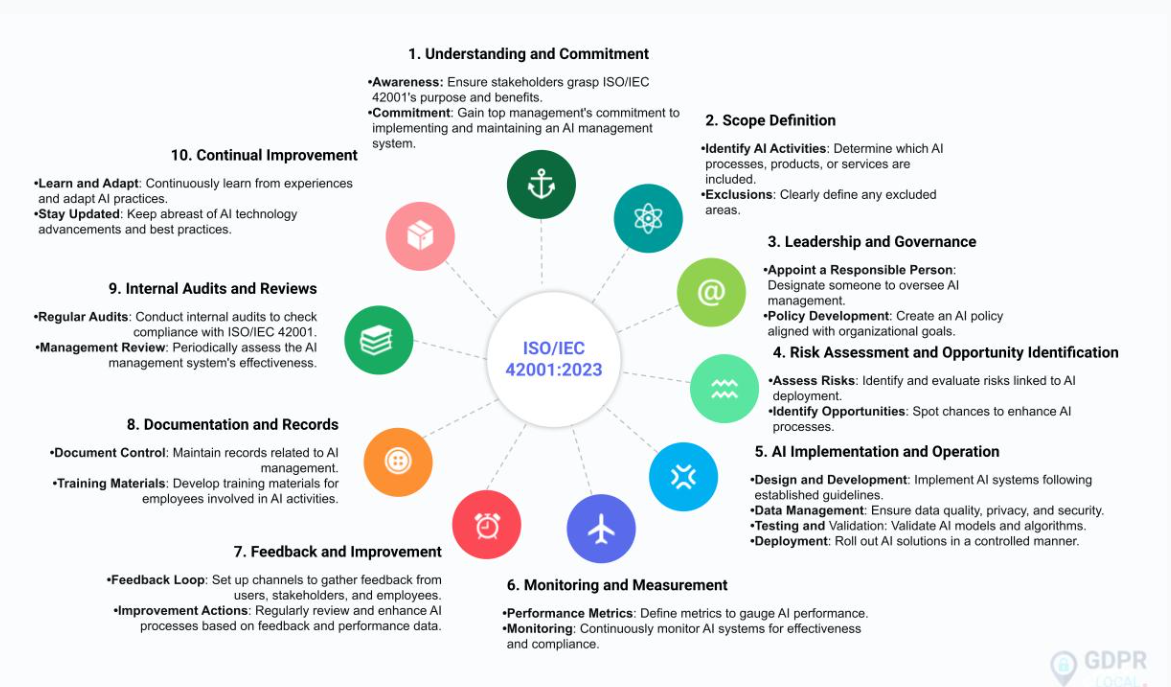 1. Understanding and Commitment
•Awareness: Ensure stakeholders grasp ISO/IEC
42001's purpose and benefits.
•Commitment: Gain top management's commitment to
implementing and maintaining an AI management
system.
2. Scope Definition
•Identify AI Activities: Determine which AI
processes, products, or services are
included.
•Exclusions: Clearly define any excluded
areas.
3. Leadership and Governance
•Appoint a Responsible Person:
Designate someone to oversee AI
management.
•Policy Development: Create an AI policy
aligned with organizational goals.
4. Risk Assessment and Opportunity Identification
•Assess Risks: Identify and evaluate risks linked to AI
deployment.
•Identify Opportunities: Spot chances to enhance AI
processes.
5. AI Implementation and Operation
•Design and Development: Implement AI systems following
established guidelines.
•Data Management: Ensure data quality, privacy, and security.
•Testing and Validation: Validate AI models and algorithms.
•Deployment: Roll out AI solutions in a controlled manner.
6. Monitoring and Measurement
•Performance Metrics: Define metrics to gauge AI performance.
•Monitoring: Continuously monitor AI systems for effectiveness
and compliance.
7. Feedback and Improvement
•Feedback Loop: Set up channels to gather feedback from
users, stakeholders, and employees.
•Improvement Actions: Regularly review and enhance AI
processes based on feedback and performance data.
8. Documentation and Records
•Document Control: Maintain records related to AI
management.
•Training Materials: Develop training materials for
employees involved in AI activities.
9. Internal Audits and Reviews
•Regular Audits: Conduct internal audits to check
compliance with ISO/IEC 42001.
•Management Review: Periodically assess the AI
management system's effectiveness.
10. Continual Improvement
•Learn and Adapt: Continuously learn from experiences
and adapt AI practices.
•Stay Updated: Keep abreast of AI technology
advancements and best practices.
@
ISO/IEC
42001:2023
GDPR
LOCAL